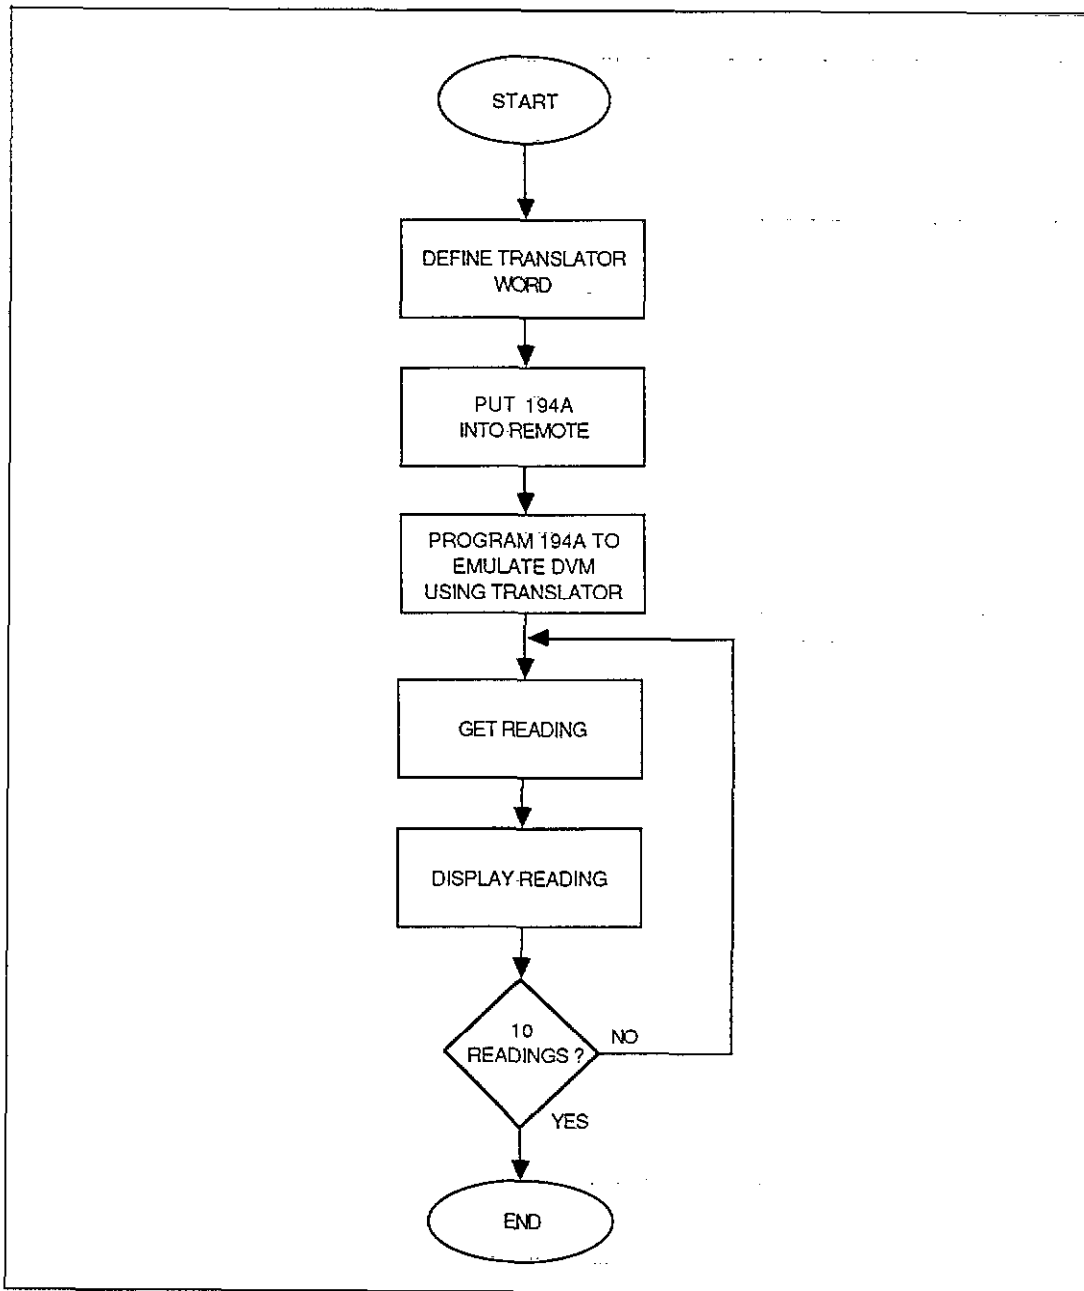 START
DEFINE TRANSLATOR
WORD
PUT 194A
INTO REMOTE
PROGRAM 194A TO
EMULATE DVM
USING TRANSLATOR
GET READING
DISPLAY READING
10
READINGS ?
NO
YES
END